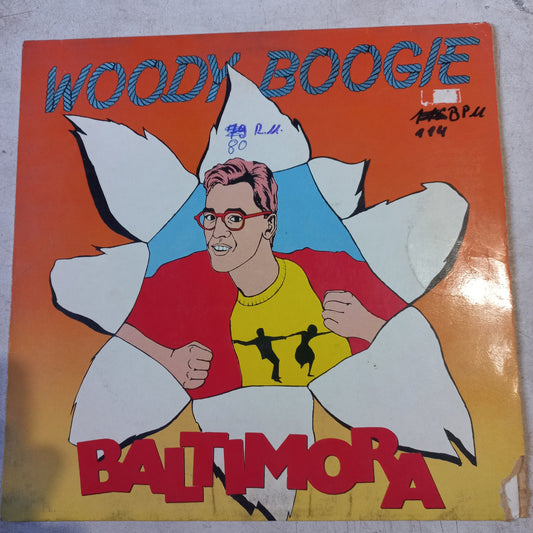 WOODY BOOGIE
BPM
114
79 R.M.
80
BALTIMORA